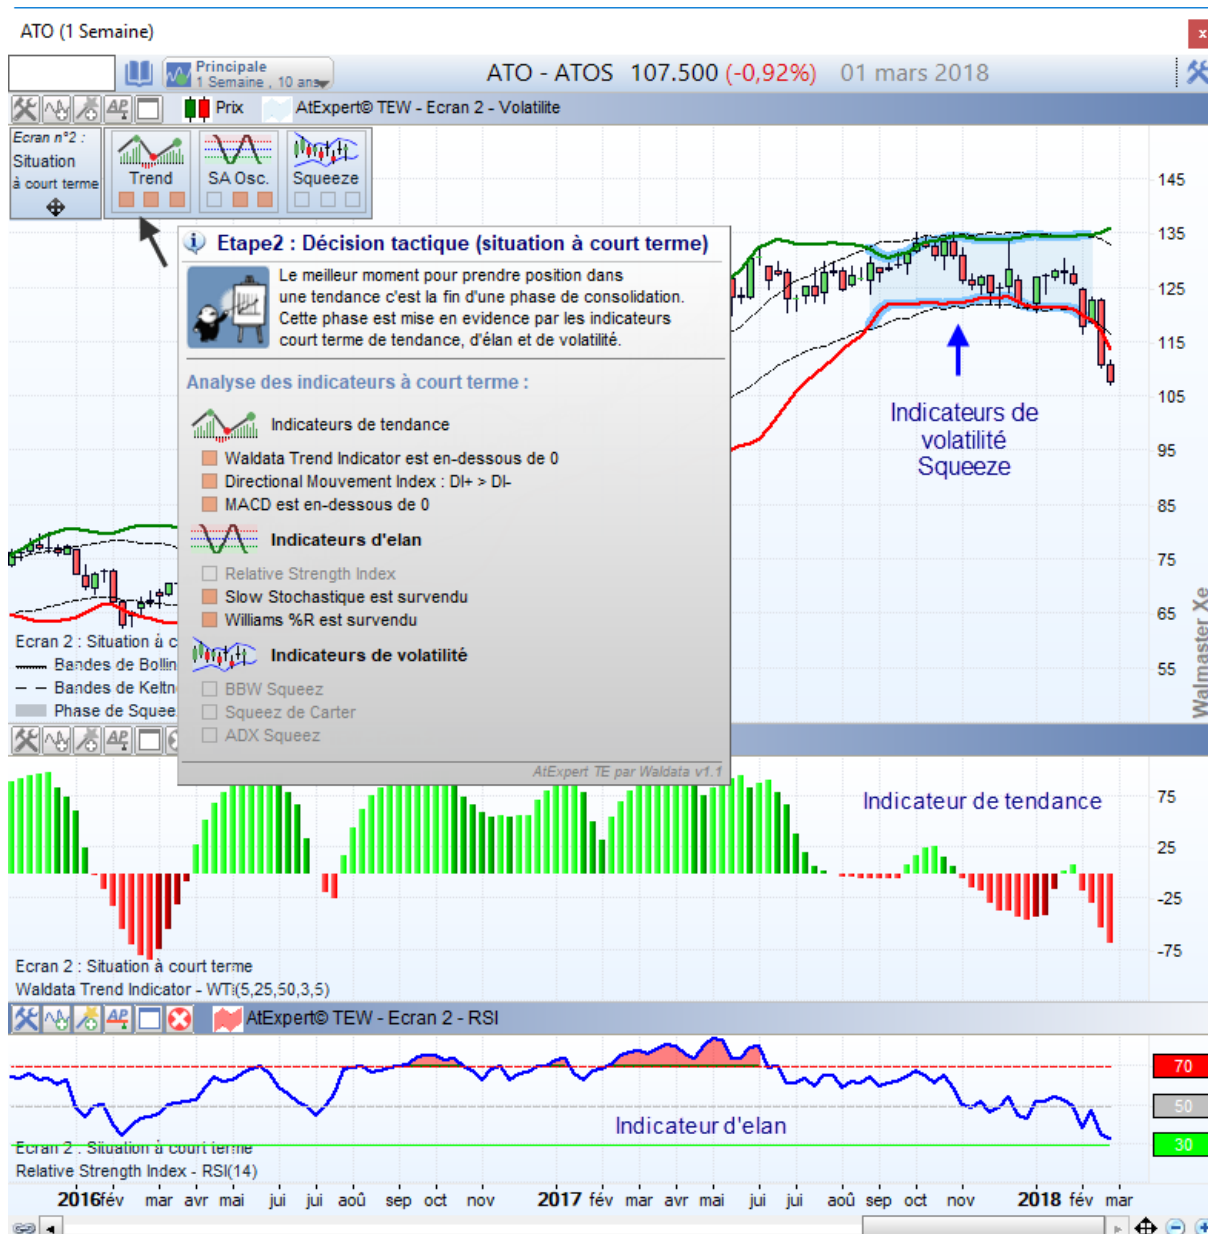 ATO (1 Semaine)
x
Principale
1 Semaine , 10 ans
ATO - ATOS 107.500 (-0,92%) 01 mars 2018
Prix
AtExpert© TEW - Ecran 2 - Volatilite
Ecran n°2 :
Situation
à court terme
Trend
SA Osc.
Squeeze
145
135
125
115
105
95
85
75
65
55
Etape2 : Décision tactique (situation à court terme)
Le meilleur moment pour prendre position dans
une tendance c'est la fin d'une phase de consolidation.
Cette phase est mise en evidence par les indicateurs
court terme de tendance, d'élan et de volatilité.
Analyse des indicateurs à court terme :
Indicateurs de tendance
Waldata Trend Indicator est en-dessous de 0
Directional Mouvement Index : DI+ > DI-
MACD est en-dessous de 0
Indicateurs d'elan
Relative Strength Index
Slow Stochastique est survendu
Williams %R est survendu
Indicateurs de volatilité
BBW Squeez
Squeez de Carter
ADX Squeez
AtExpert TE par Waldata v1.1
Indicateurs de
volatilité
Squeeze
Walmaster Xe
Ecran 2 : Situation à c
Bandes de Bollin
Bandes de Keltn
Phase de Squee
Indicateur de tendance
75
25
-25
-75
Ecran 2 : Situation à court terme
Waldata Trend Indicator - WTI(5,25,50,3,5)
AtExpert© TEW - Ecran 2 - RSI
70
50
30
Indicateur d'elan
Ecran 2 : Situation à court terme
Relative Strength Index - RSI(14)
2016 fév mar avr mai jui jui aoû sep oct nov 2017 fév mar avr mai jui jui aoû sep oct nov 2018 fév mar